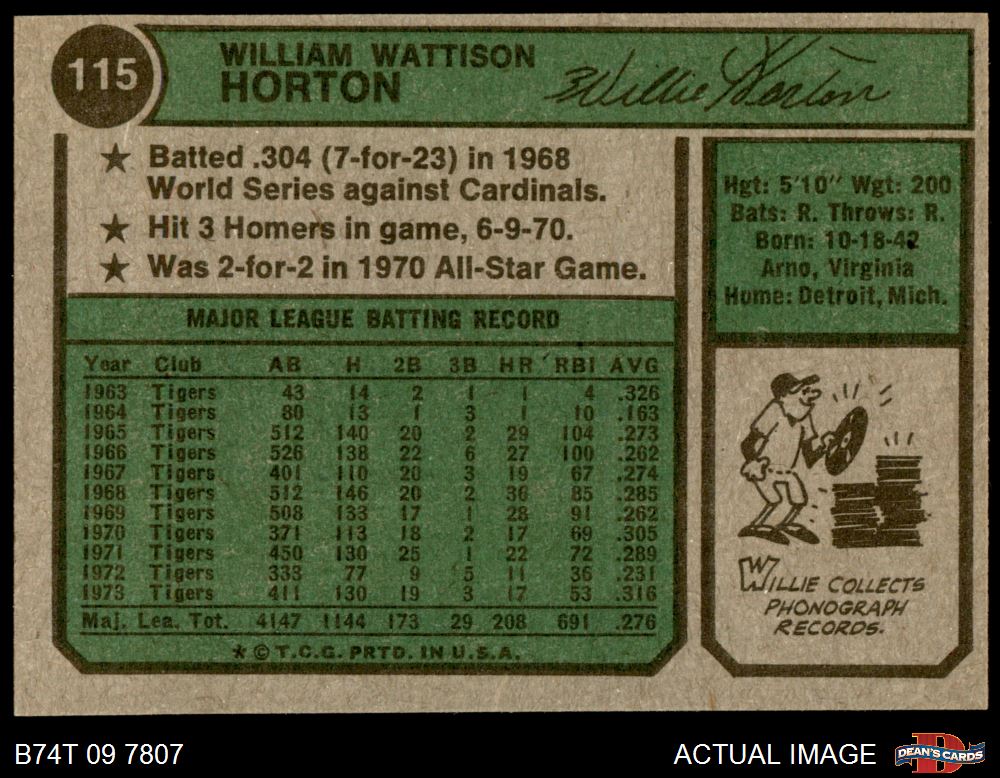 115
WILLIAM WATTISON
HORTON
Willie Horton
★ Batted .304 (7-for-23) in 1968
World Series against Cardinals.
★ Hit 3 Homers in game, 6-9-70.
★ Was 2-for-2 in 1970 All-Star Game.
Hgt: 5'10" Wgt: 200
Bats: R. Throws: R.
Born: 10-18-42
Arno, Virginia
Home: Detroit, Mich.
MAJOR LEAGUE BATTING RECORD
Year Club AB H 2B 3B HR RBI AVG
1963 Tigers 43 14 2 1 1 4 .326
1964 Tigers 80 13 1 3 1 10 .163
1965 Tigers 512 140 20 2 29 104 .273
1966 Tigers 526 138 22 6 27 100 .262
1967 Tigers 401 110 20 3 19 67 .274
1968 Tigers 512 146 20 2 36 85 .285
1969 Tigers 508 133 17 1 28 91 .262
1970 Tigers 371 113 18 2 17 69 .305
1971 Tigers 450 130 25 1 22 72 .289
1972 Tigers 333 77 9 5 11 36 .231
1973 Tigers 411 130 19 3 17 53 .316
Maj. Lea. Tot. 4147 1144 173 29 208 691 .276
* © T.C.G. PRTD. IN U.S.A.
WILLIE COLLECTS
PHONOGRAPH
RECORDS.
B74T 09 7807
ACTUAL IMAGE
DEAN'S CARDS